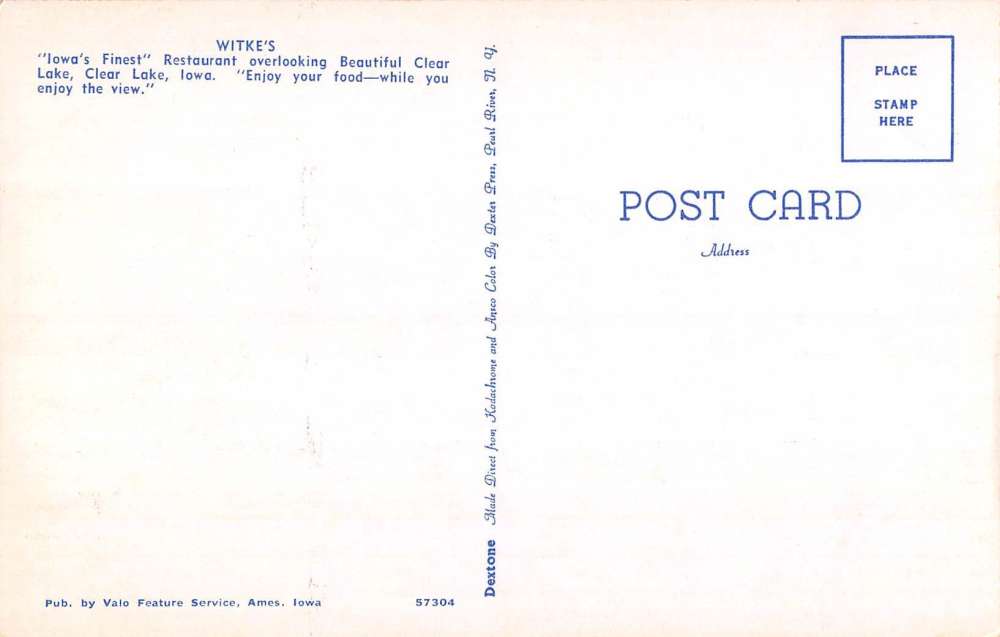 WITKE'S
"Iowa's Finest" Restaurant overlooking Beautiful Clear
Lake, Clear Lake, Iowa. "Enjoy your food—while you
enjoy the view."
Pub. by Valo Feature Service, Ames, Iowa 57304
Dextone Made Direct from Kodachrome and Ansco Color By Dexter Press, Pearl River, N. Y.
PLACE
STAMP
HERE
POST CARD
Address